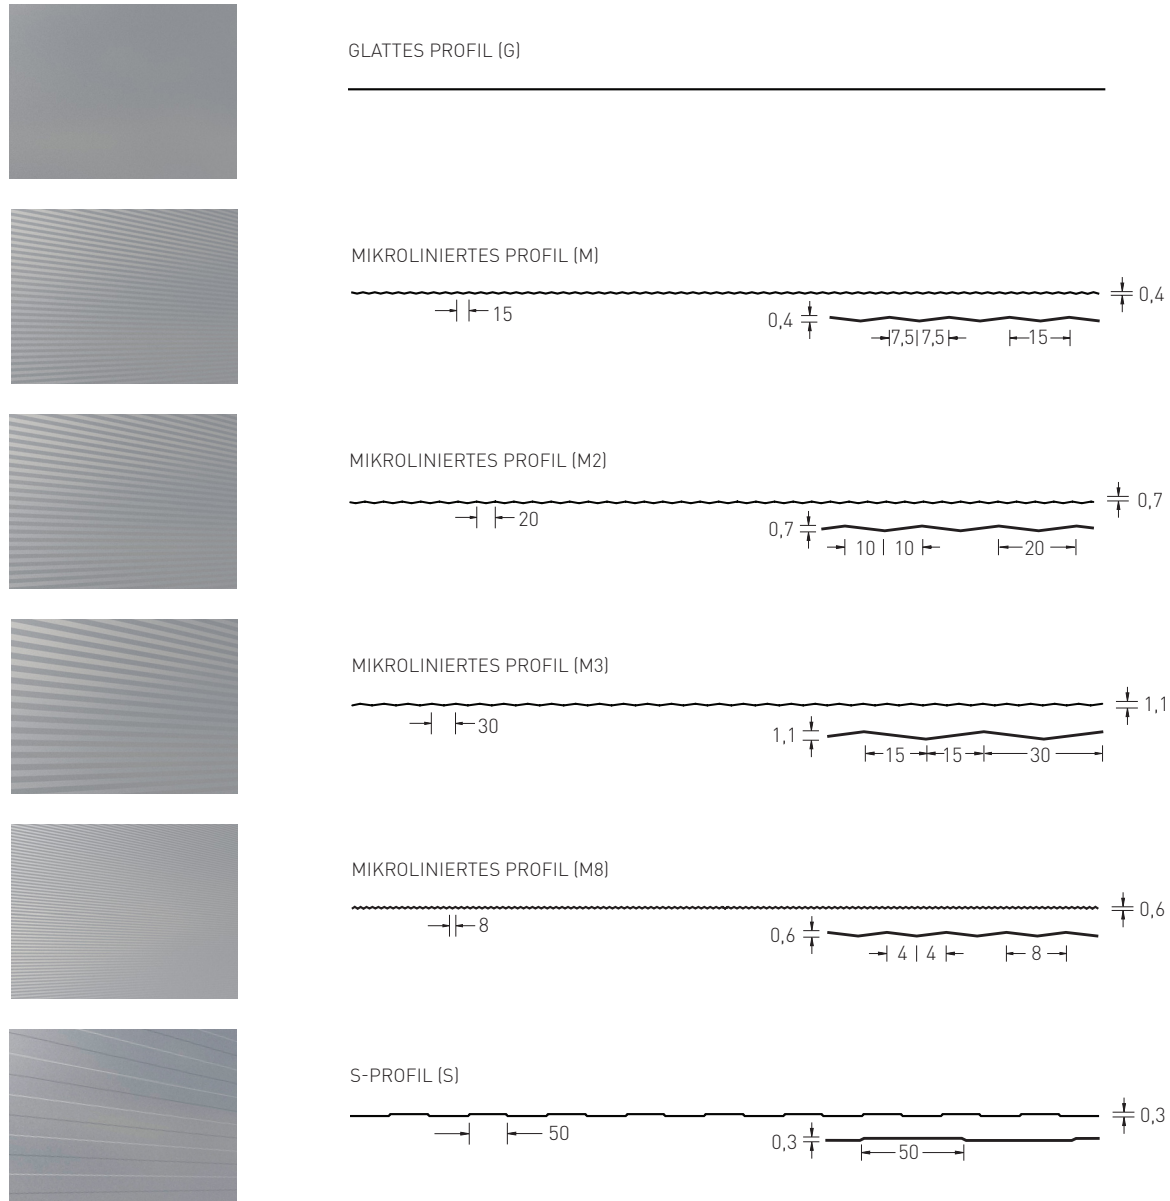 GLATTES PROFIL (G)
MIKROLINIERTES PROFIL (M)
0,4
15
0,4
7,5 7,5 15
MIKROLINIERTES PROFIL (M2)
0,7
20
0,7
10 10 20
MIKROLINIERTES PROFIL (M3)
1,1
30
1,1
15 15 30
MIKROLINIERTES PROFIL (M8)
0,6
8
0,6
4 4 8
S-PROFIL (S)
0,3
50
0,3
50